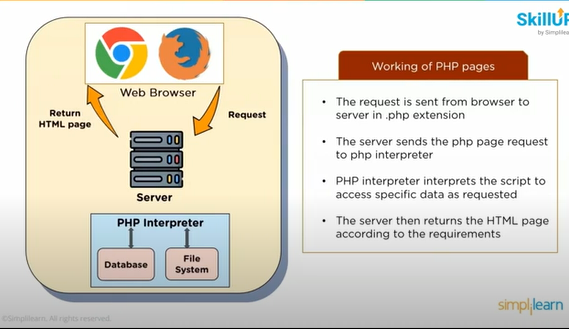 SkillUP
by Simplilearn
Web Browser
Return
HTML page
Request
Server
PHP Interpreter
Database
File
System
Working of PHP pages
• The request is sent from browser to
server in .php extension
• The server sends the php page request
to php interpreter
• PHP interpreter interprets the script to
access specific data as requested
• The server then returns the HTML page
according to the requirements
©Simplilearn. All rights reserved.
simplilearn